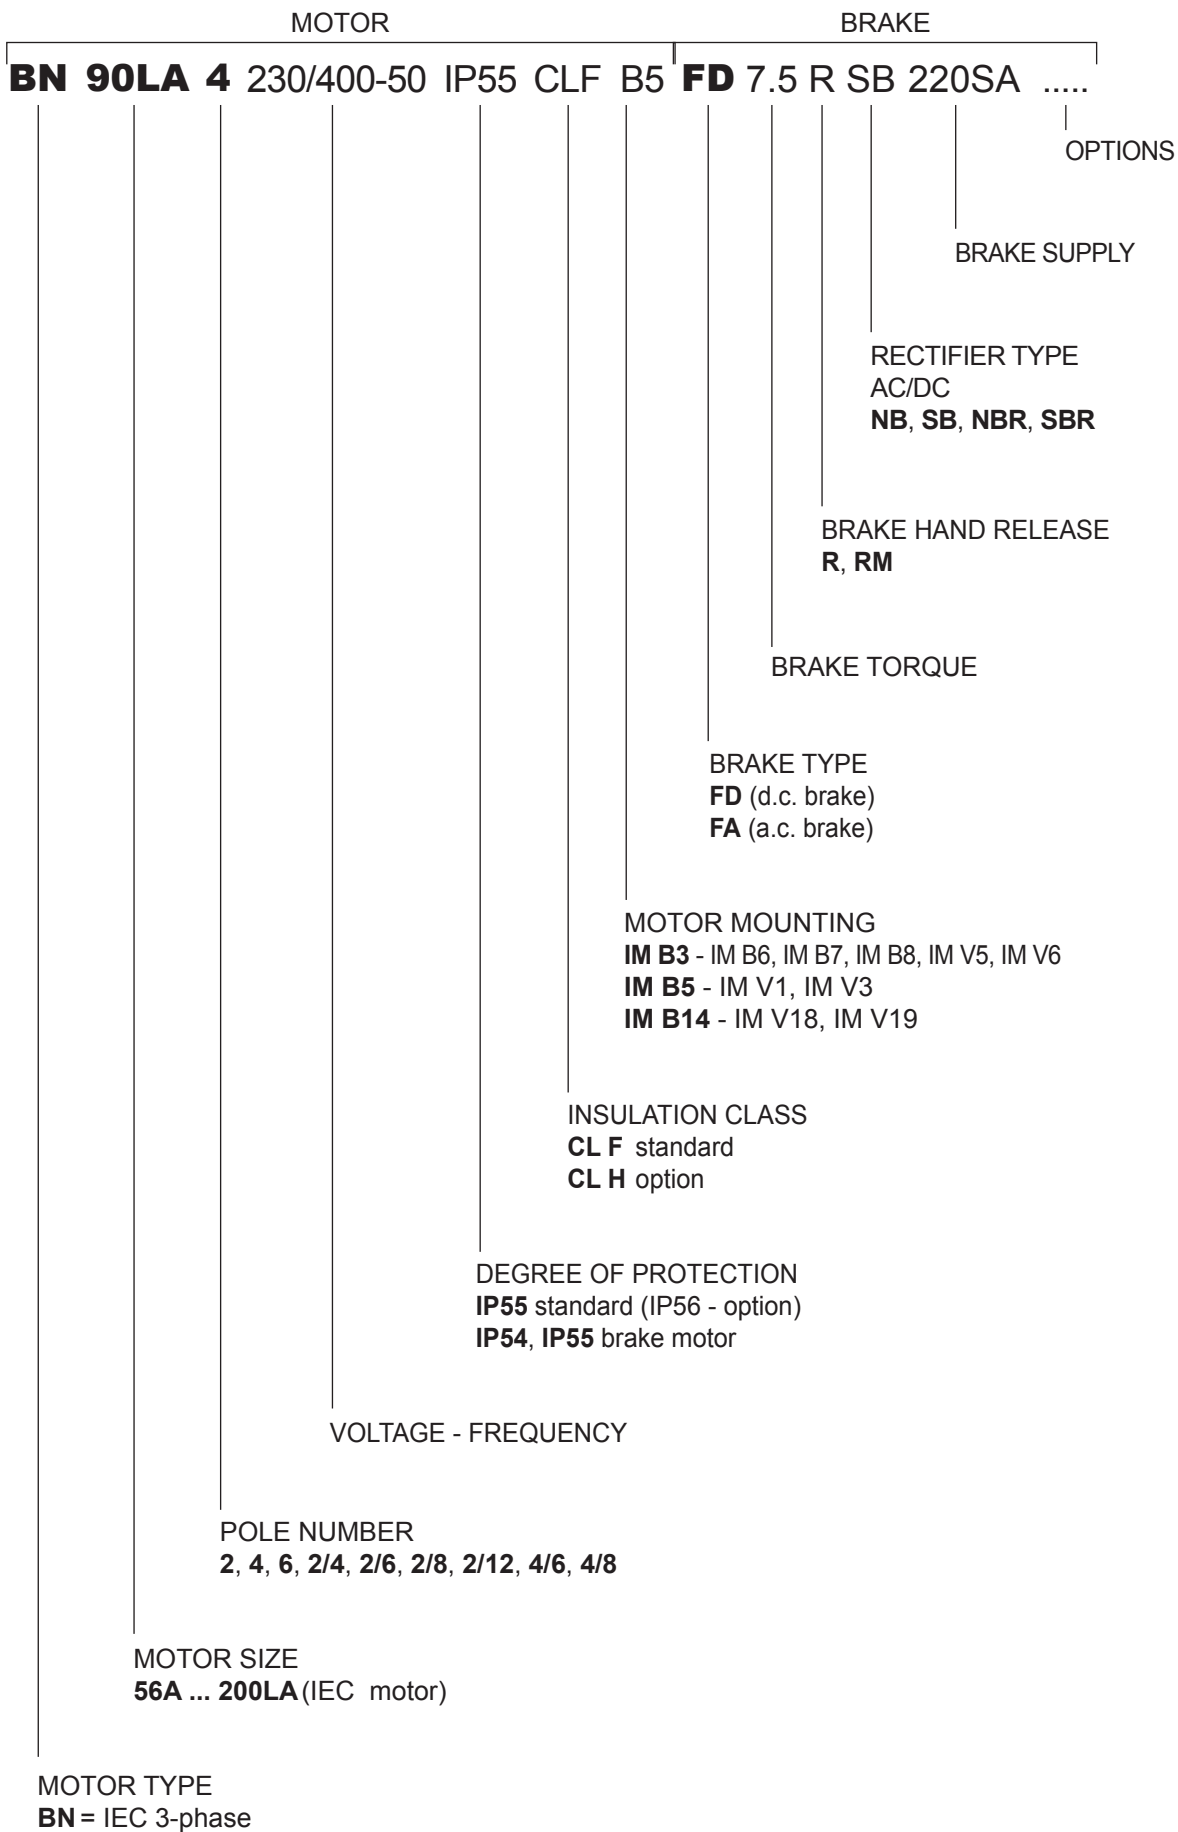 MOTOR BRAKE
BN 90LA 4 230/400-50 IP55 CLF B5 FD 7.5 R SB 220SA .....
OPTIONS
BRAKE SUPPLY
RECTIFIER TYPE
AC/DC
NB, SB, NBR, SBR
BRAKE HAND RELEASE
R, RM
BRAKE TORQUE
BRAKE TYPE
FD (d.c. brake)
FA (a.c. brake)
MOTOR MOUNTING
IM B3 - IM B6, IM B7, IM B8, IM V5, IM V6
IM B5 - IM V1, IM V3
IM B14 - IM V18, IM V19
INSULATION CLASS
CL F standard
CL H option
DEGREE OF PROTECTION
IP55 standard (IP56 - option)
IP54, IP55 brake motor
VOLTAGE - FREQUENCY
POLE NUMBER
2, 4, 6, 2/4, 2/6, 2/8, 2/12, 4/6, 4/8
MOTOR SIZE
56A ... 200LA (IEC motor)
MOTOR TYPE
BN = IEC 3-phase